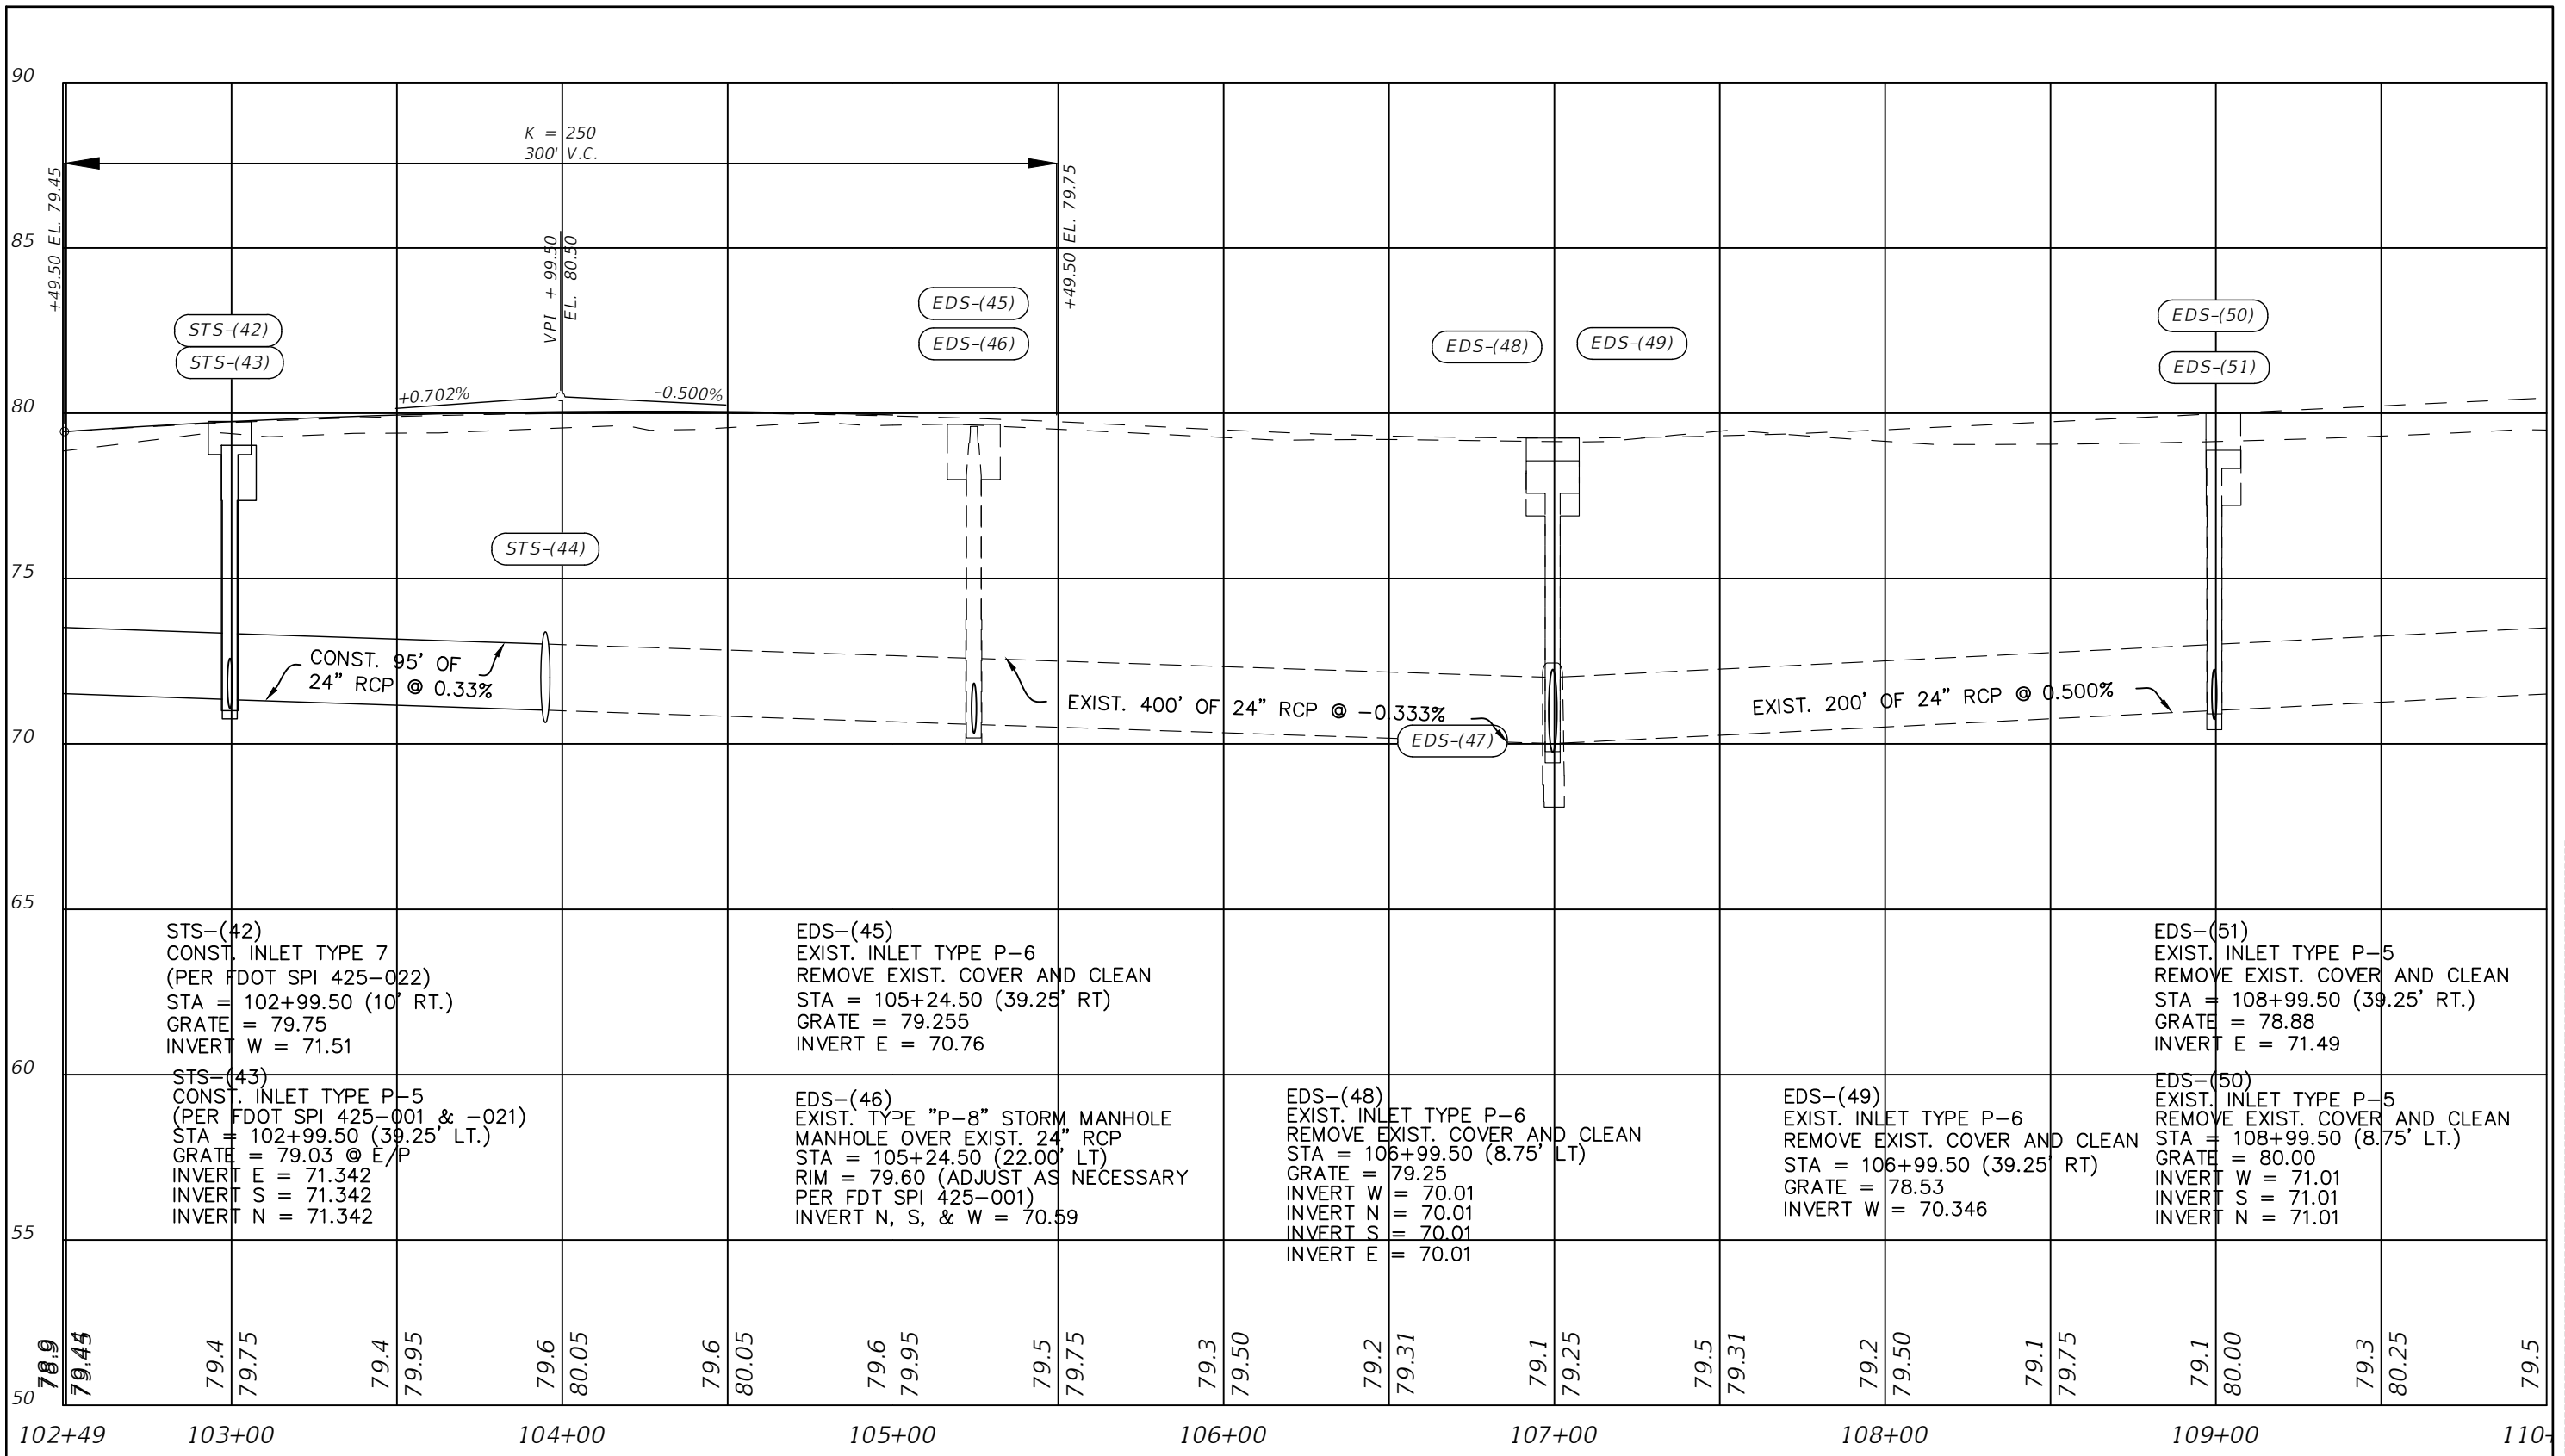 90
K = 250
300' V.C.
+49.50 EL. 79.45
+49.50 EL. 79.75
85
VPI + 99.50
EL. 80.50
STS-(42)
STS-(43)
EDS-(45)
EDS-(46)
EDS-(48)
EDS-(49)
EDS-(50)
EDS-(51)
80
+0.702%
-0.500%
75
STS-(44)
CONST. 95' OF
24" RCP @ 0.33%
EXIST. 400' OF 24" RCP @ -0.333%
EXIST. 200' OF 24" RCP @ 0.500%
70
EDS-(47)
65
STS-(42)
CONST. INLET TYPE 7
(PER FDOT SPI 425-022)
STA = 102+99.50 (10' RT.)
GRATE = 79.75
INVERT W = 71.51
60
STS-(43)
CONST. INLET TYPE P-5
(PER FDOT SPI 425-001 & -021)
STA = 102+99.50 (39.25' LT.)
GRATE = 79.03 @ E/P
INVERT E = 71.342
INVERT S = 71.342
INVERT N = 71.342
EDS-(45)
EXIST. INLET TYPE P-6
REMOVE EXIST. COVER AND CLEAN
STA = 105+24.50 (39.25' RT)
GRATE = 79.255
INVERT E = 70.76
EDS-(46)
EXIST. TYPE "P-8" STORM MANHOLE
MANHOLE OVER EXIST. 24" RCP
STA = 105+24.50 (22.00' LT)
RIM = 79.60 (ADJUST AS NECESSARY
PER FDT SPI 425-001)
INVERT N, S, & W = 70.59
EDS-(48)
EXIST. INLET TYPE P-6
REMOVE EXIST. COVER AND CLEAN
STA = 106+99.50 (8.75' LT)
GRATE = 79.25
INVERT W = 70.01
INVERT N = 70.01
INVERT S = 70.01
INVERT E = 70.01
EDS-(49)
EXIST. INLET TYPE P-6
REMOVE EXIST. COVER AND CLEAN
STA = 106+99.50 (39.25' RT)
GRATE = 78.53
INVERT W = 70.346
EDS-(51)
EXIST. INLET TYPE P-5
REMOVE EXIST. COVER AND CLEAN
STA = 108+99.50 (39.25' RT.)
GRATE = 78.88
INVERT E = 71.49
EDS-(50)
EXIST. INLET TYPE P-5
REMOVE EXIST. COVER AND CLEAN
STA = 108+99.50 (8.75' LT.)
GRATE = 80.00
INVERT W = 71.01
INVERT S = 71.01
INVERT N = 71.01
55
50
78.9
79.44
79.45
79.4
79.75
79.4
79.95
79.6
80.05
79.6
80.05
79.6
79.95
79.5
79.75
79.3
79.50
79.2
79.31
79.1
79.25
79.5
79.31
79.2
79.50
79.1
79.75
79.1
80.00
79.3
80.25
79.5
102+49
103+00
104+00
105+00
106+00
107+00
108+00
109+00
110+